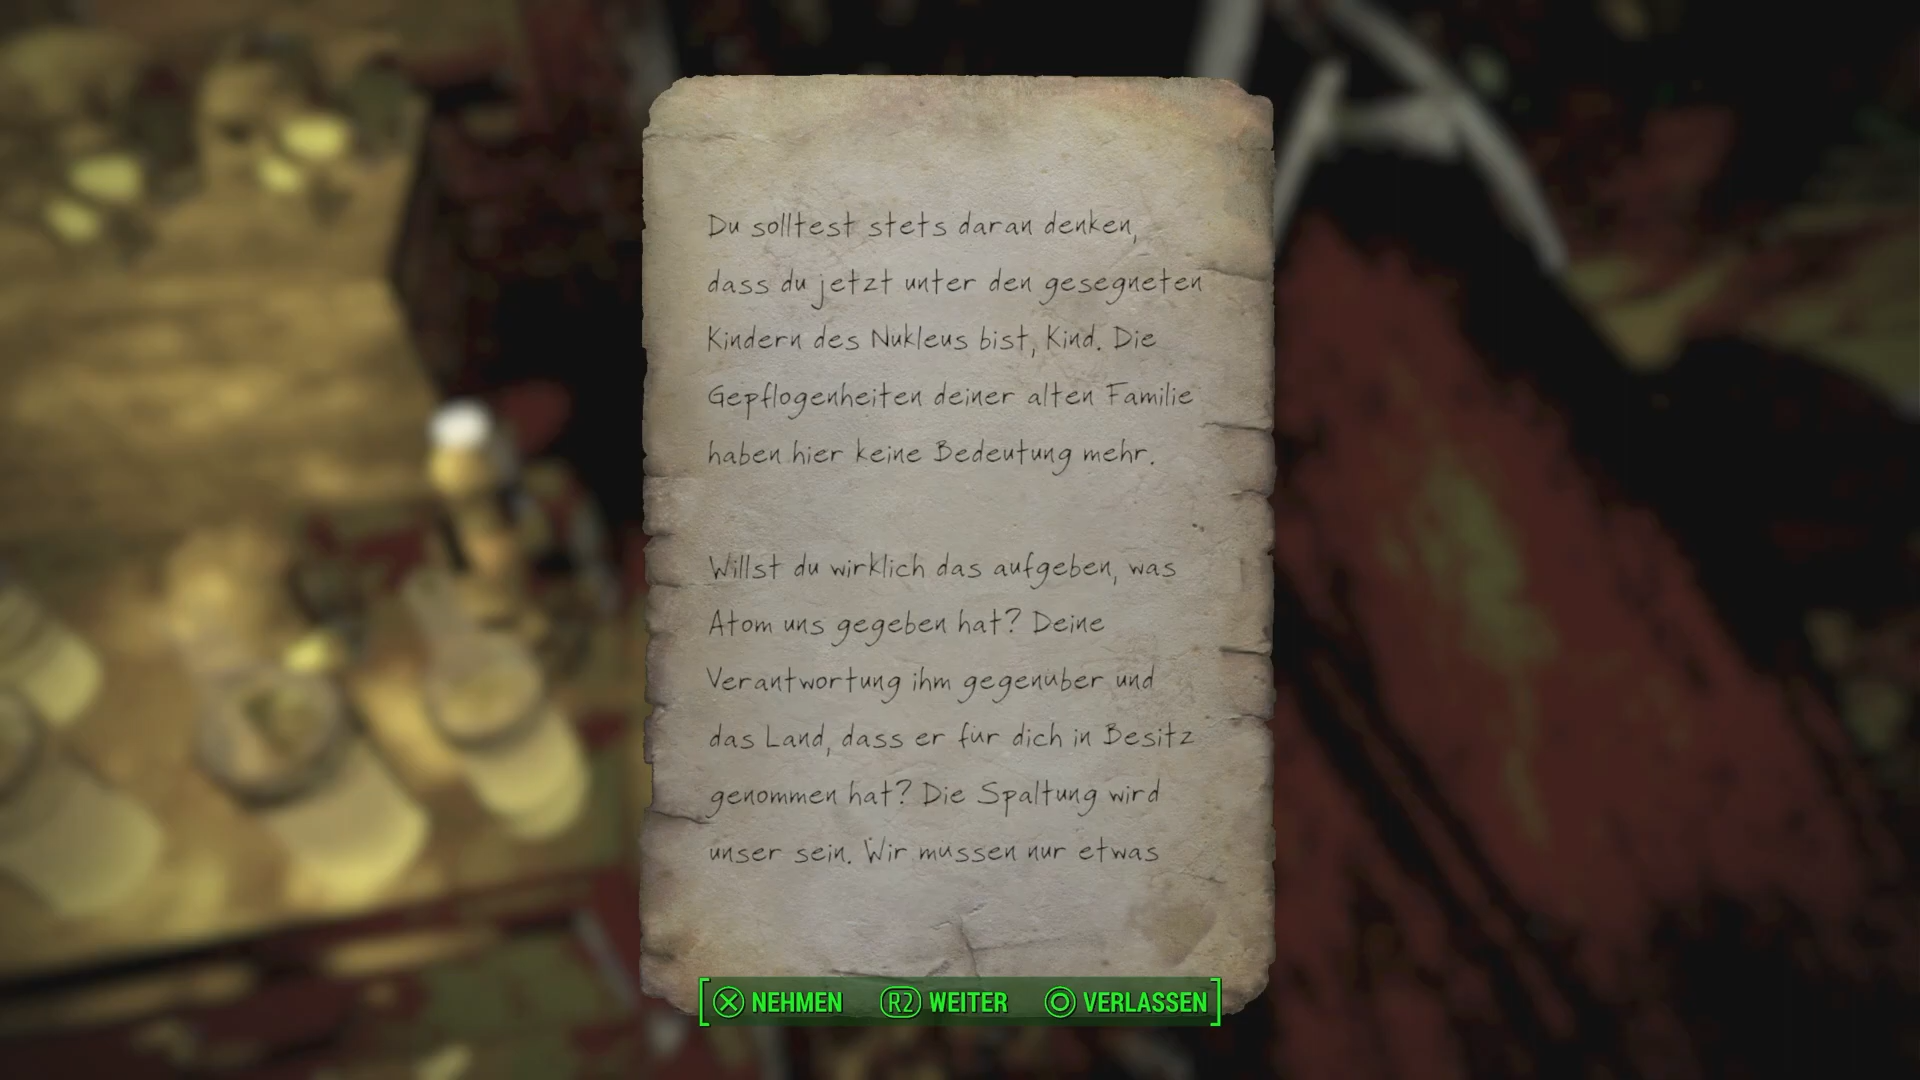 Du solltest stets daran denken,
dass du jetzt unter den gesegneten
Kindern des Nukleus bist, Kind. Die
Gepflogenheiten deiner alten Familie
haben hier keine Bedeutung mehr.
Willst du wirklich das aufgeben, was
Atom uns gegeben hat? Deine
Verantwortung ihm gegenuber und
das Land, dass er fur dich in Besitz
genommen hat? Die Spaltung wird
unser sein. Wir mussen nur etwas
NEHMEN R2 WEITER VERLASSEN